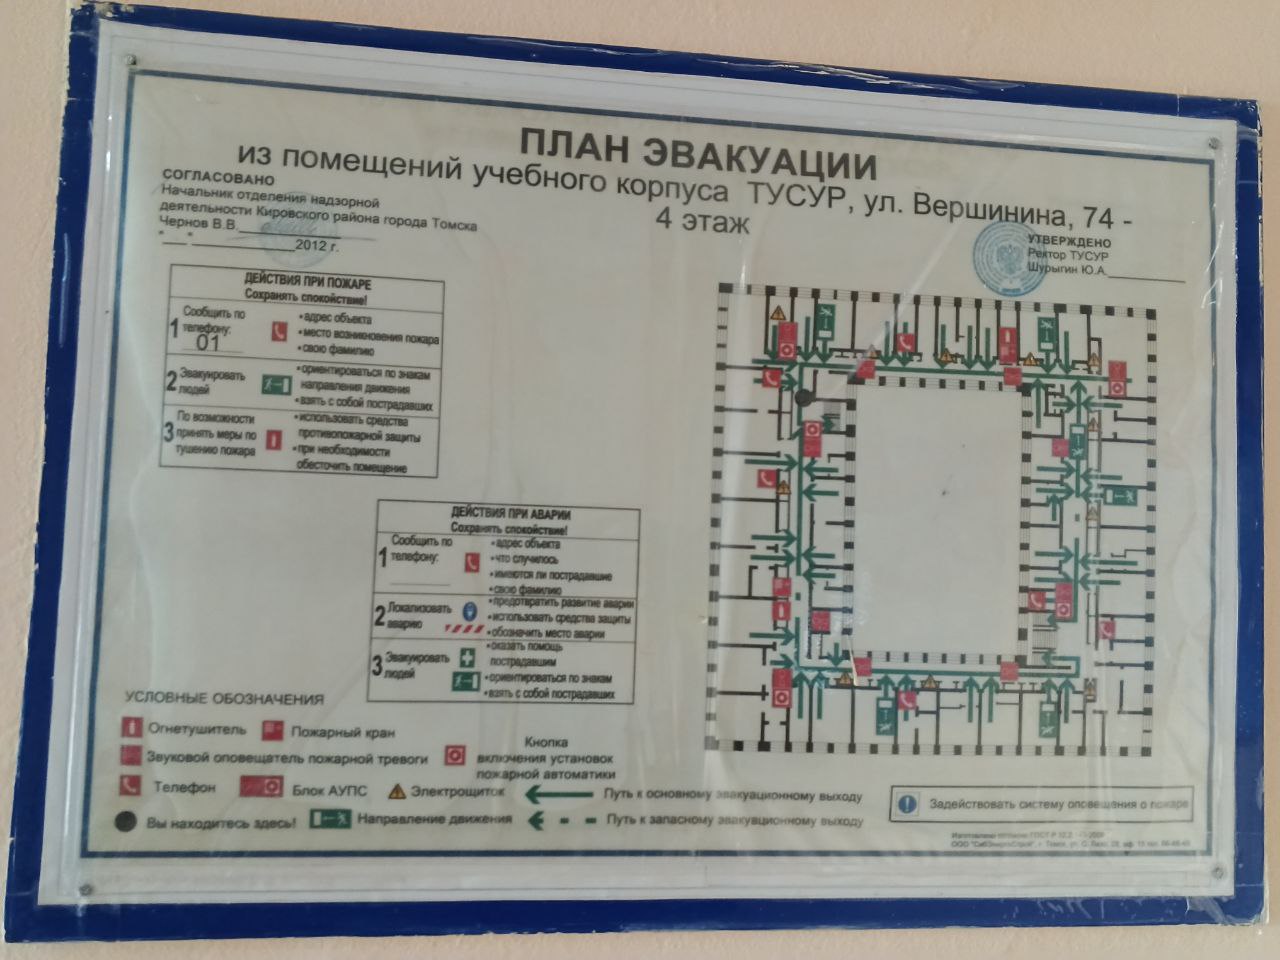 ПЛАН ЭВАКУАЦИИ
из помещений учебного корпуса ТУСУР, ул. Вершинина, 74 -
4 этаж
СОГЛАСОВАНО
Начальник отделения надзорной
деятельности Кировского района города Томска
Чернов В.В.
"___"____________2012 г.
УТВЕРЖДЕНО
Ректор ТУСУР
Шурыгин Ю.А.
ДЕЙСТВИЯ ПРИ ПОЖАРЕ
Сохранять спокойствие!
1 Сообщить по телефону: 01
• адрес объекта
• место возникновения пожара
• свою фамилию
2 Эвакуировать людей
• ориентироваться по знакам
направления движения
• взять с собой пострадавших
3 По возможности принять меры по тушению пожара
• использовать средства
противопожарной защиты
• при необходимости
обесточить помещение
ДЕЙСТВИЯ ПРИ АВАРИИ
Сохранять спокойствие!
1 Сообщить по телефону:
• адрес объекта
• что случилось
• имеются ли пострадавшие
• свою фамилию
2 Локализовать аварию
• предотвратить развитие аварии
• использовать средства защиты
• обозначить место аварии
3 Эвакуировать людей
• оказать помощь
пострадавшим
• ориентироваться по знакам
• взять с собой пострадавших
УСЛОВНЫЕ ОБОЗНАЧЕНИЯ
Огнетушитель
Пожарный кран
Звуковой оповещатель пожарной тревоги
Кнопка
включения установок
пожарной автоматики
Телефон
Блок АУПС
Электрощиток
Путь к основному эвакуационному выходу
Вы находитесь здесь!
Направление движения
Путь к запасному эвакуационному выходу
Задействовать систему оповещения о пожаре